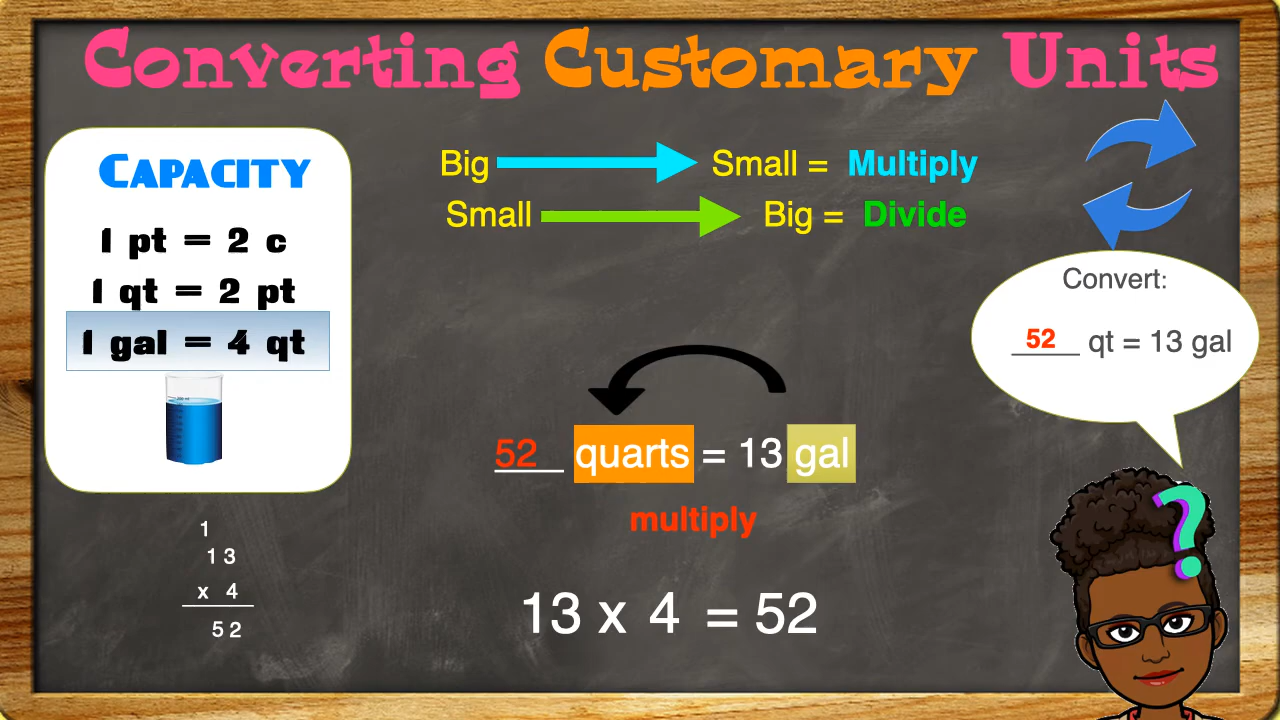 Converting Customary Units
CAPACITY
1 pt = 2 c
1 qt = 2 pt
1 gal = 4 qt
Big Small = Multiply
Small Big = Divide
Convert:
52 qt = 13 gal
52 quarts = 13 gal
multiply
13 x 4 = 52
1
13
x 4
52
?